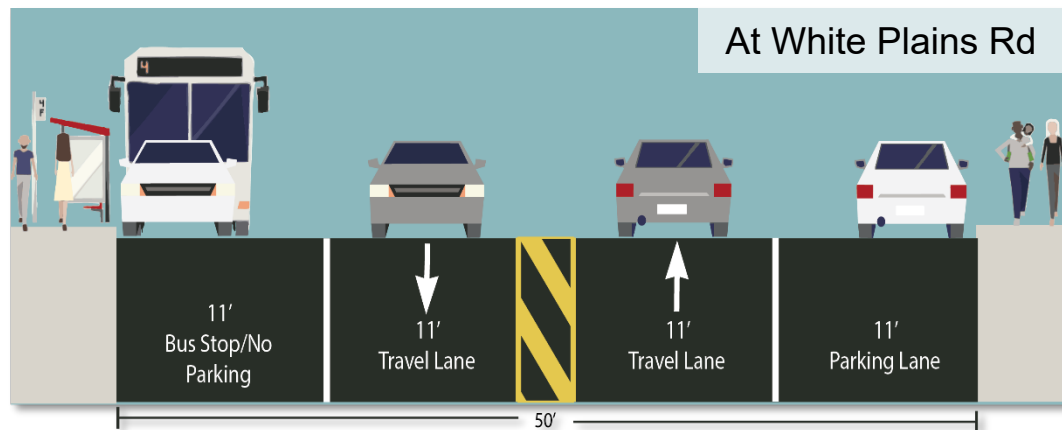 At White Plains Rd
4
4
F
11’
Bus Stop/No
Parking
11’
Travel Lane
11’
Travel Lane
11’
Parking Lane
50’